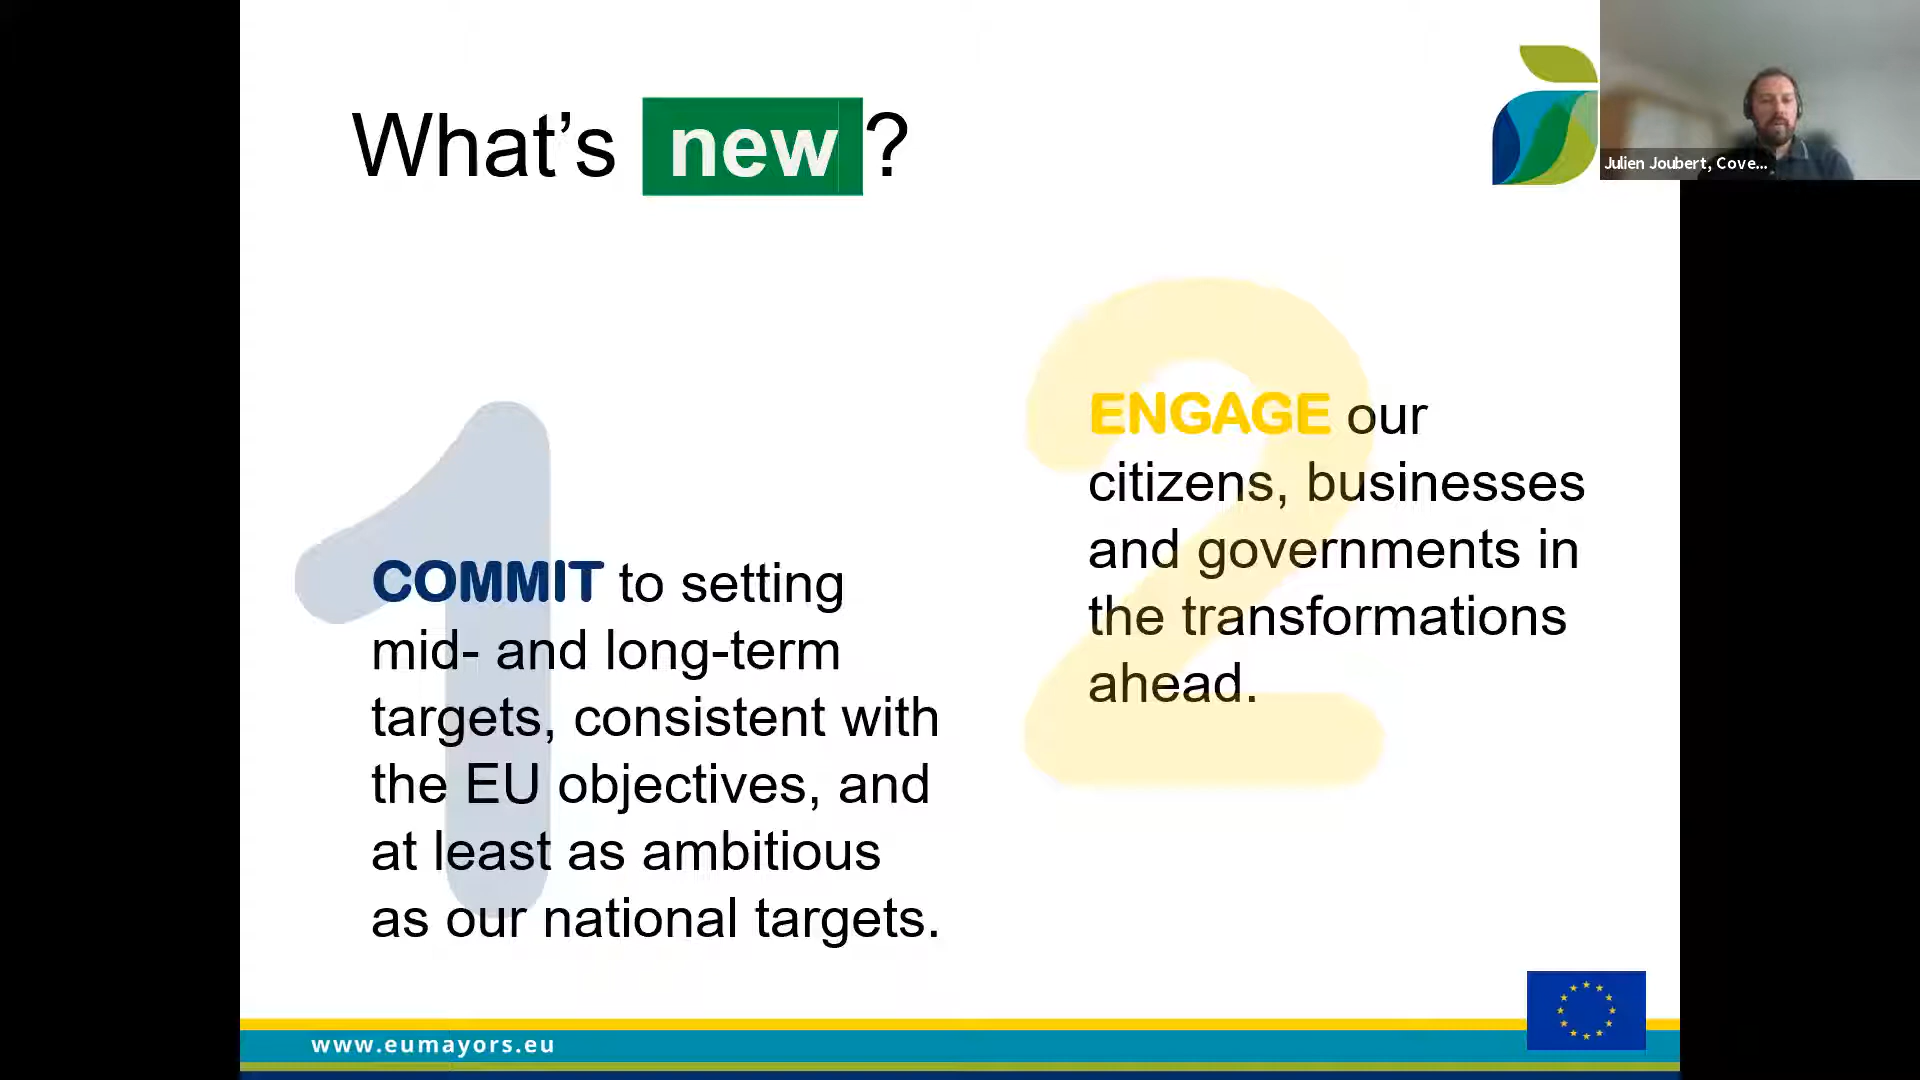 What's new?
Julien Joubert, Cove...
1
COMMIT to setting
mid- and long-term
targets, consistent with
the EU objectives, and
at least as ambitious
as our national targets.
2
ENGAGE our
citizens, businesses
and governments in
the transformations
ahead.
www.eumayors.eu